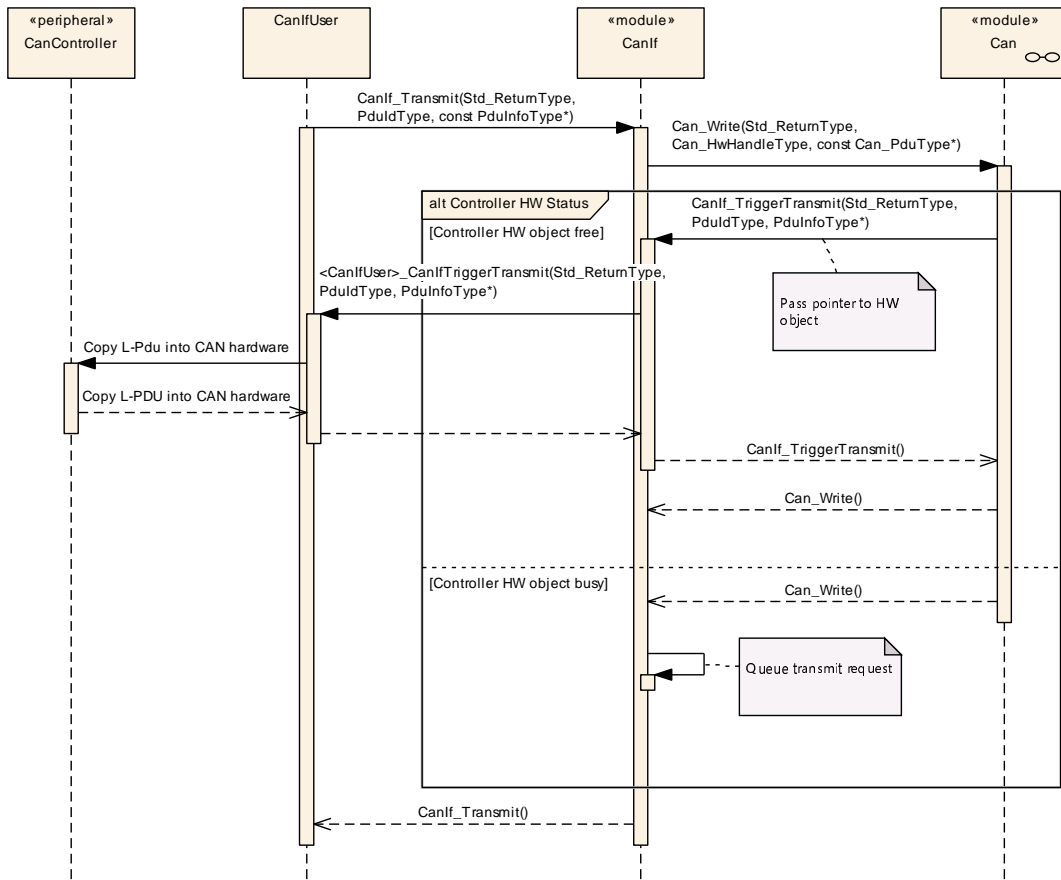 «peripheral»
CanController
CanIfUser
«module»
CanIf
«module»
Can
CanIf_Transmit(Std_ReturnType,
PduIdType, const PduInfoType*)
Can_Write(Std_ReturnType,
Can_HwHandleType, const Can_PduType*)
alt Controller HW Status
CanIf_TriggerTransmit(Std_ReturnType,
PduIdType, PduInfoType*)
[Controller HW object free]
<CanIfUser>_CanIfTriggerTransmit(Std_ReturnType,
PduIdType, PduInfoType*)
Pass pointer to HW
object
Copy L-Pdu into CAN hardware
Copy L-PDU into CAN hardware
CanIf_TriggerTransmit()
Can_Write()
[Controller HW object busy]
Can_Write()
Queue transmit request
CanIf_Transmit()